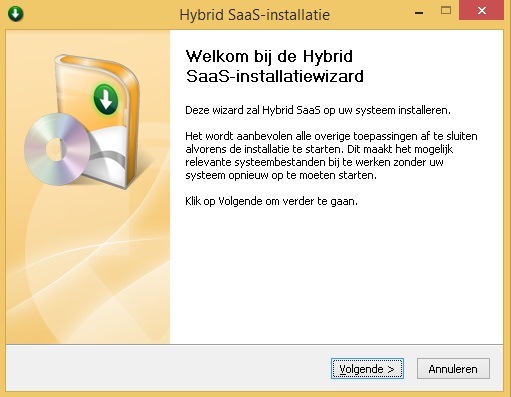 Hybrid SaaS-installatie
Welkom bij de Hybrid
SaaS-installatiewizard
Deze wizard zal Hybrid SaaS op uw systeem installeren.
Het wordt aanbevolen alle overige toepassingen af te sluiten
alvorens de installatie te starten. Dit maakt het mogelijk
relevante systeembestanden bij te werken zonder uw
systeem opnieuw op te moeten starten.
Klik op Volgende om verder te gaan.
Volgende >
Annuleren